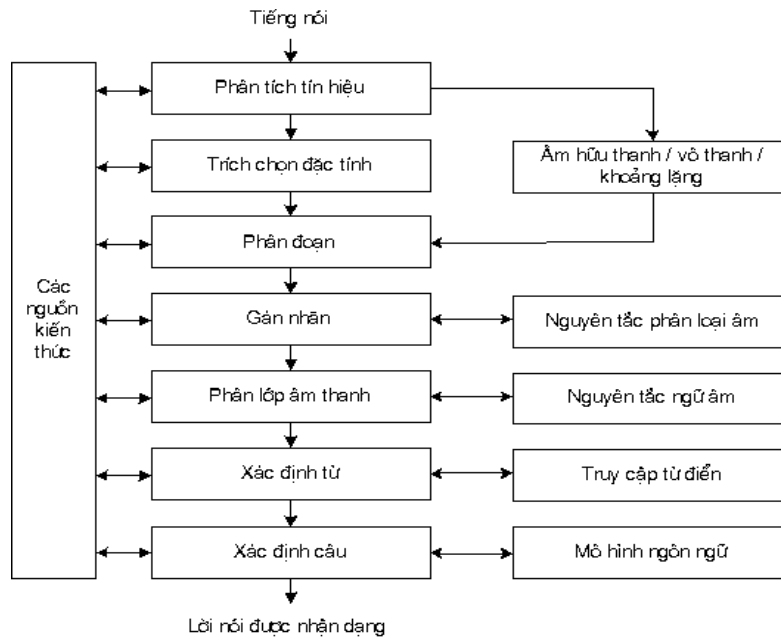 Tiếng nói
Phân tích tín hiệu
Trích chọn đặc tính
Âm hữu thanh / vô thanh /
khoảng lặng
Phân đoạn
Các
nguồn
kiến
thức
Gán nhãn
Nguyên tắc phân loại âm
Phân lớp âm thanh
Nguyên tắc ngữ âm
Xác định từ
Truy cập từ điển
Xác định câu
Mô hình ngôn ngữ
Lời nói được nhận dạng